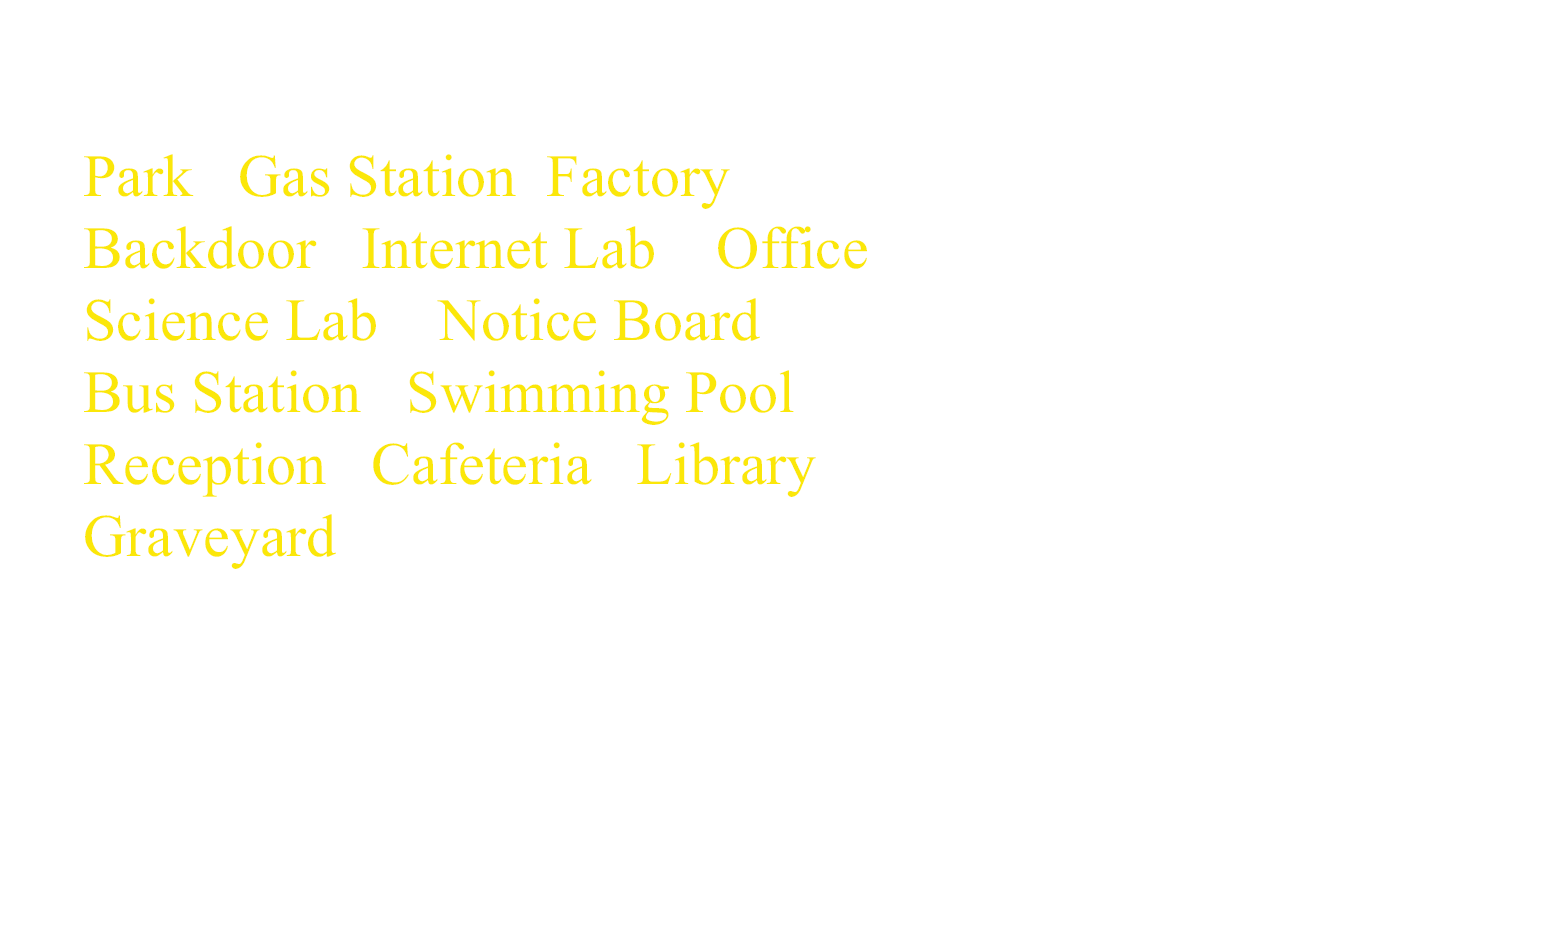 Park   Gas Station  Factory
Backdoor   Internet Lab    Office
Science Lab    Notice Board
Bus Station   Swimming Pool
Reception   Cafeteria   Library
Graveyard